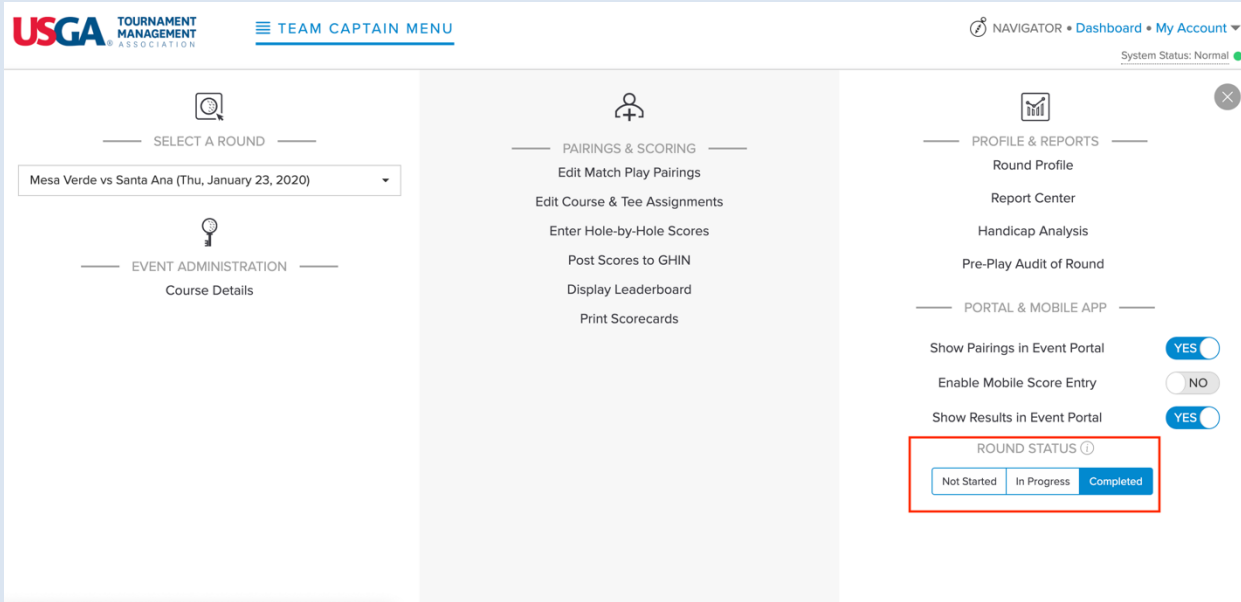 USGA
TOURNAMENT
MANAGEMENT
ASSOCIATION
®
TEAM CAPTAIN MENU
NAVIGATOR • Dashboard • My Account
System Status: Normal
SELECT A ROUND
Mesa Verde vs Santa Ana (Thu, January 23, 2020)
EVENT ADMINISTRATION
Course Details
PAIRINGS & SCORING
Edit Match Play Pairings
Edit Course & Tee Assignments
Enter Hole-by-Hole Scores
Post Scores to GHIN
Display Leaderboard
Print Scorecards
PROFILE & REPORTS
Round Profile
Report Center
Handicap Analysis
Pre-Play Audit of Round
PORTAL & MOBILE APP
Show Pairings in Event Portal YES
Enable Mobile Score Entry NO
Show Results in Event Portal YES
ROUND STATUS i
Not Started In Progress Completed